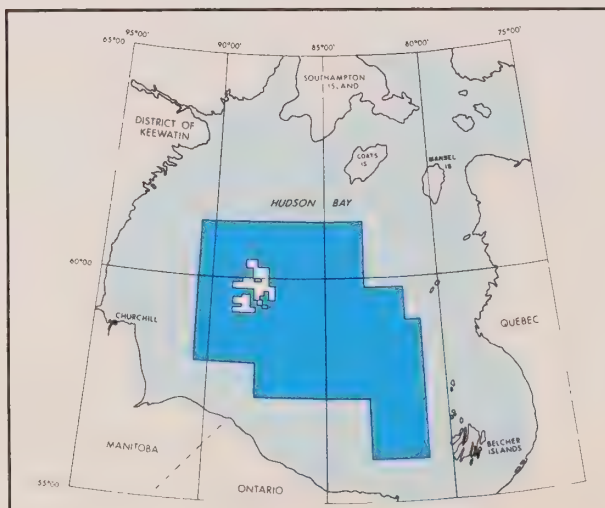 95°00'
90°00'
85°00'
80°00'
75°00'
65°00'
SOUTHAMPTON
ISLAND
DISTRICT OF
KEEWATIN
COATS
IS
MANSEL
IS
HUDSON BAY
60°00'
CHURCHILL
QUEBEC
BELCHER
ISLANDS
MANITOBA
ONTARIO
55°00'